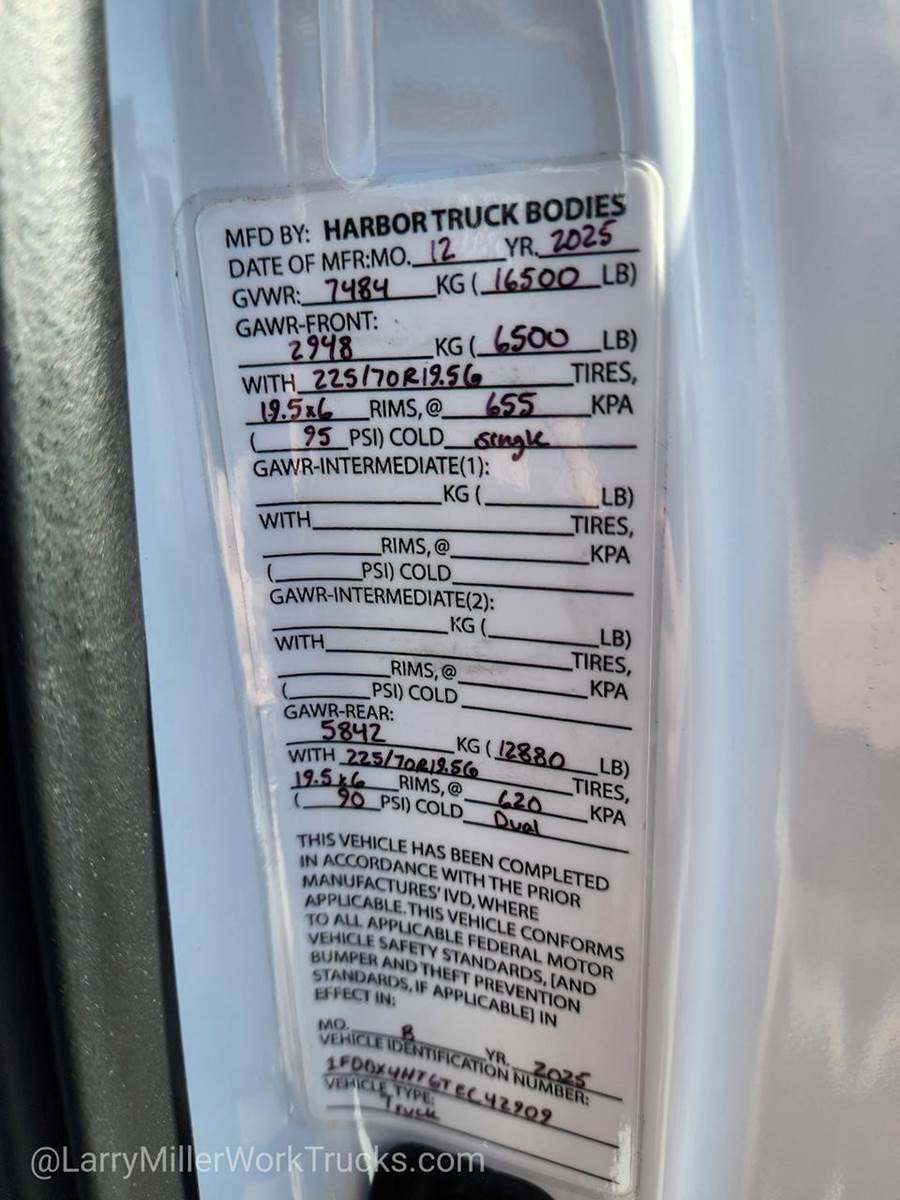 MFD BY: HARBOR TRUCK BODIES
DATE OF MFR:MO. 12 YR. 2025
GVWR: 7484 KG ( 16500 LB)
GAWR-FRONT:
2948 KG ( 6500 LB)
WITH 225/70R19.5G TIRES,
19.5x6 RIMS, @ 655 KPA
( 95 PSI) COLD single
GAWR-INTERMEDIATE(1):
KG ( LB)
WITH TIRES,
RIMS, @ KPA
( PSI) COLD
GAWR-INTERMEDIATE(2):
KG ( LB)
WITH TIRES,
RIMS, @ KPA
( PSI) COLD
GAWR-REAR:
5842 KG ( 12880 LB)
WITH 225/70R19.5G TIRES,
19.5x6 RIMS, @ 620 KPA
( 90 PSI) COLD Dual
THIS VEHICLE HAS BEEN COMPLETED
IN ACCORDANCE WITH THE PRIOR
MANUFACTURES' IVD, WHERE
APPLICABLE. THIS VEHICLE CONFORMS
TO ALL APPLICABLE FEDERAL MOTOR
VEHICLE SAFETY STANDARDS, [AND
BUMPER AND THEFT PREVENTION
STANDARDS, IF APPLICABLE] IN
EFFECT IN:
MO. 8 YR. 2025
VEHICLE IDENTIFICATION NUMBER:
VEHICLE TYPE:
Truck
@LarryMillerWorkTrucks.com